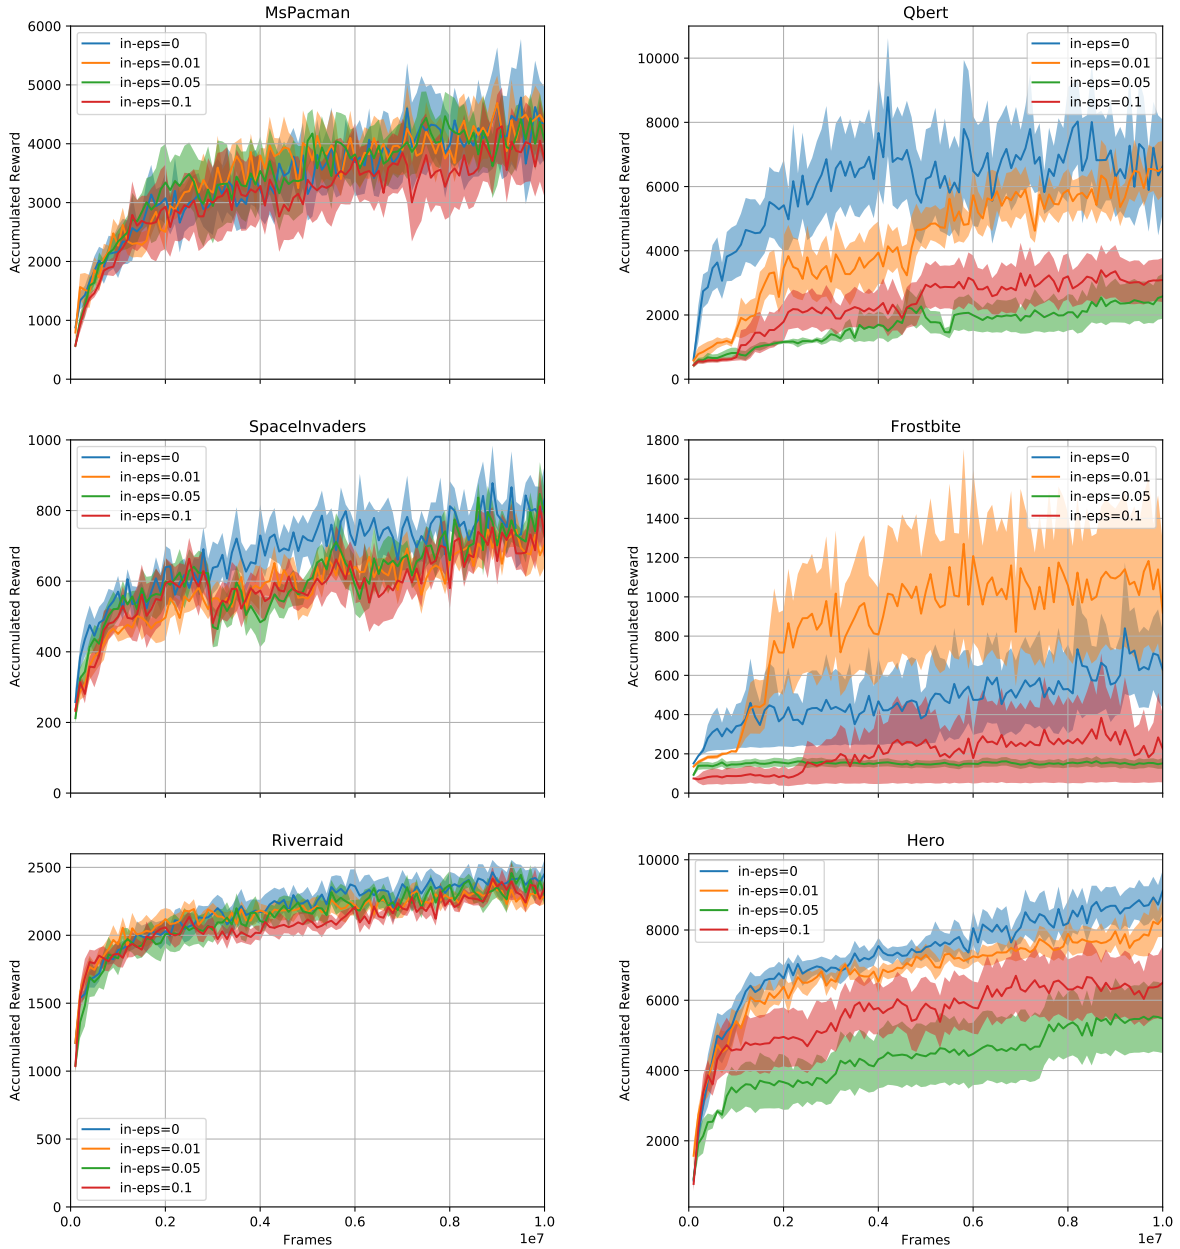 MsPacman
6000
5000
4000
3000
2000
1000
0
Accumulated Reward
in-eps=0
in-eps=0.01
in-eps=0.05
in-eps=0.1
Qbert
10000
8000
6000
4000
2000
0
Accumulated Reward
in-eps=0
in-eps=0.01
in-eps=0.05
in-eps=0.1
SpaceInvaders
1000
800
600
400
200
0
Accumulated Reward
in-eps=0
in-eps=0.01
in-eps=0.05
in-eps=0.1
Frostbite
1800
1600
1400
1200
1000
800
600
400
200
0
Accumulated Reward
in-eps=0
in-eps=0.01
in-eps=0.05
in-eps=0.1
Riverraid
2500
2000
1500
1000
500
0
Accumulated Reward
in-eps=0
in-eps=0.01
in-eps=0.05
in-eps=0.1
0.0 0.2 0.4 0.6 0.8 1.0
Frames
1e7
Hero
10000
8000
6000
4000
2000
Accumulated Reward
in-eps=0
in-eps=0.01
in-eps=0.05
in-eps=0.1
0.0 0.2 0.4 0.6 0.8 1.0
Frames
1e7